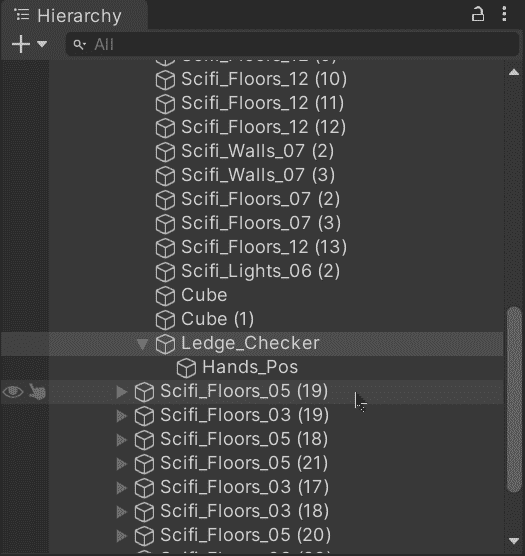 Hierarchy
All
Scifi_Floors_12 (10)
Scifi_Floors_12 (11)
Scifi_Floors_12 (12)
Scifi_Walls_07 (2)
Scifi_Walls_07 (3)
Scifi_Floors_07 (2)
Scifi_Floors_07 (3)
Scifi_Floors_12 (13)
Scifi_Lights_06 (2)
Cube
Cube (1)
Ledge_Checker
Hands_Pos
Scifi_Floors_05 (19)
Scifi_Floors_03 (19)
Scifi_Floors_05 (18)
Scifi_Floors_05 (21)
Scifi_Floors_03 (17)
Scifi_Floors_03 (18)
Scifi_Floors_05 (20)